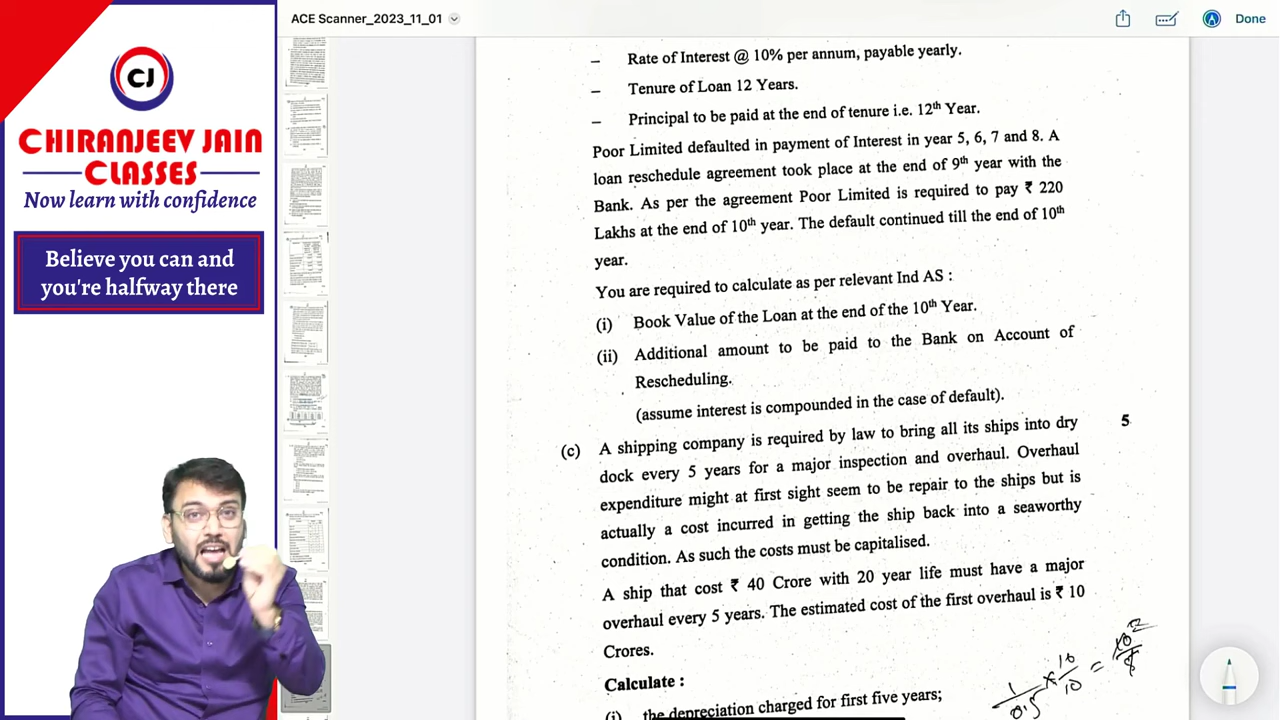 ACE Scanner_2023_11_01
Done
CJ
CHIRANJEEV JAIN
CLASSES
Now learn with confidence
Believe you can and
you're halfway there
– Rate of Interest is % per annum payable yearly.
– Tenure of Loan Years.
– Principal to be paid at the end of tenure i.e. 10th Year.
Poor Limited defaulted in payment of Interest for year 5, 7 and 8. A
loan reschedule agreement took place at the end of 9th year with the
Bank. As per the agreement the company is required to pay ₹ 220
Lakhs at the end of 10th year. The default continued till the end of 10th
year.
You are required to calculate as per relevant Ind AS :
(i) Book Value of the Loan at the end of the 10th Year.
(ii) Additional amount to be paid to the Bank on account of
Rescheduling.
(assume interest is compounded in the case of default)
(c) A shipping company is required by law to bring all its ships into dry 5
dock every 5 years for a major inspection and overhaul. Overhaul
expenditure might at first sight seem to be repair to the ships but is
actually a cost incurred in getting the ship back into seaworthy
condition. As such costs must be capitalized.
A ship that cost ₹ Crore with 20 year life must have a major
overhaul every 5 years. The estimated cost of the first overhaul is ₹ 10
Crores.
Calculate :
(i) the depreciation charged for first five years;